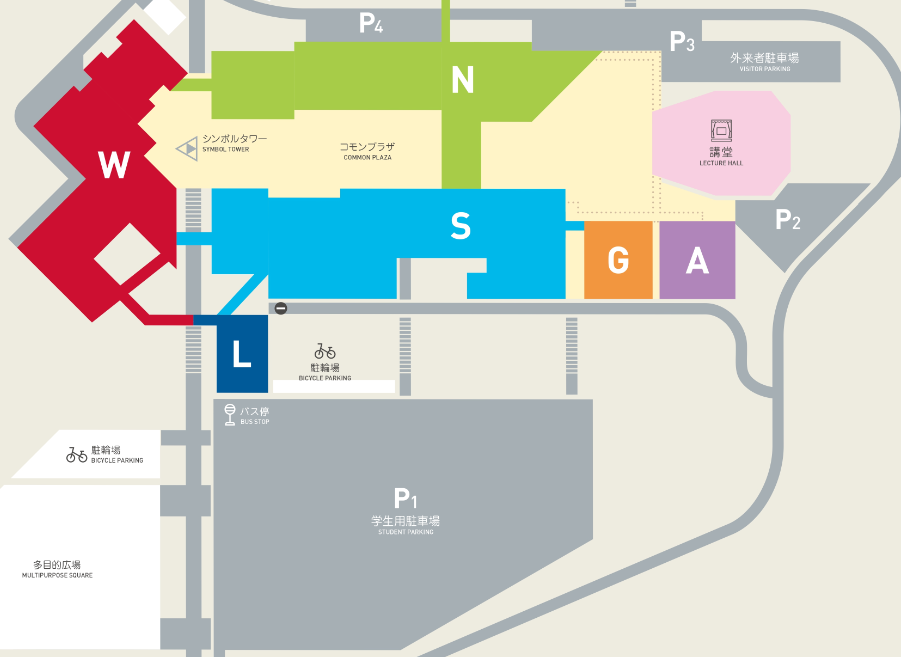 P4
P3
外来者駐車場
VISITOR PARKING
N
シンボルタワー
SYMBOL TOWER
コモンプラザ
COMMON PLAZA
講堂
LECTURE HALL
W
P2
S
G
A
L
駐輪場
BICYCLE PARKING
バス停
BUS STOP
駐輪場
BICYCLE PARKING
P1
学生用駐車場
STUDENT PARKING
多目的広場
MULTIPURPOSE SQUARE